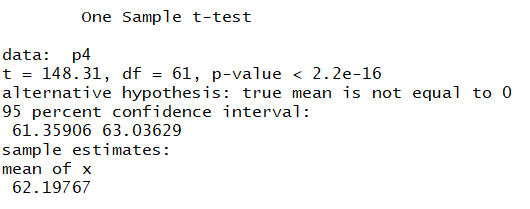 One Sample t-test
data:  p4
t = 148.31, df = 61, p-value < 2.2e-16
alternative hypothesis: true mean is not equal to 0
95 percent confidence interval:
61.35906 63.03629
sample estimates:
mean of x
62.19767